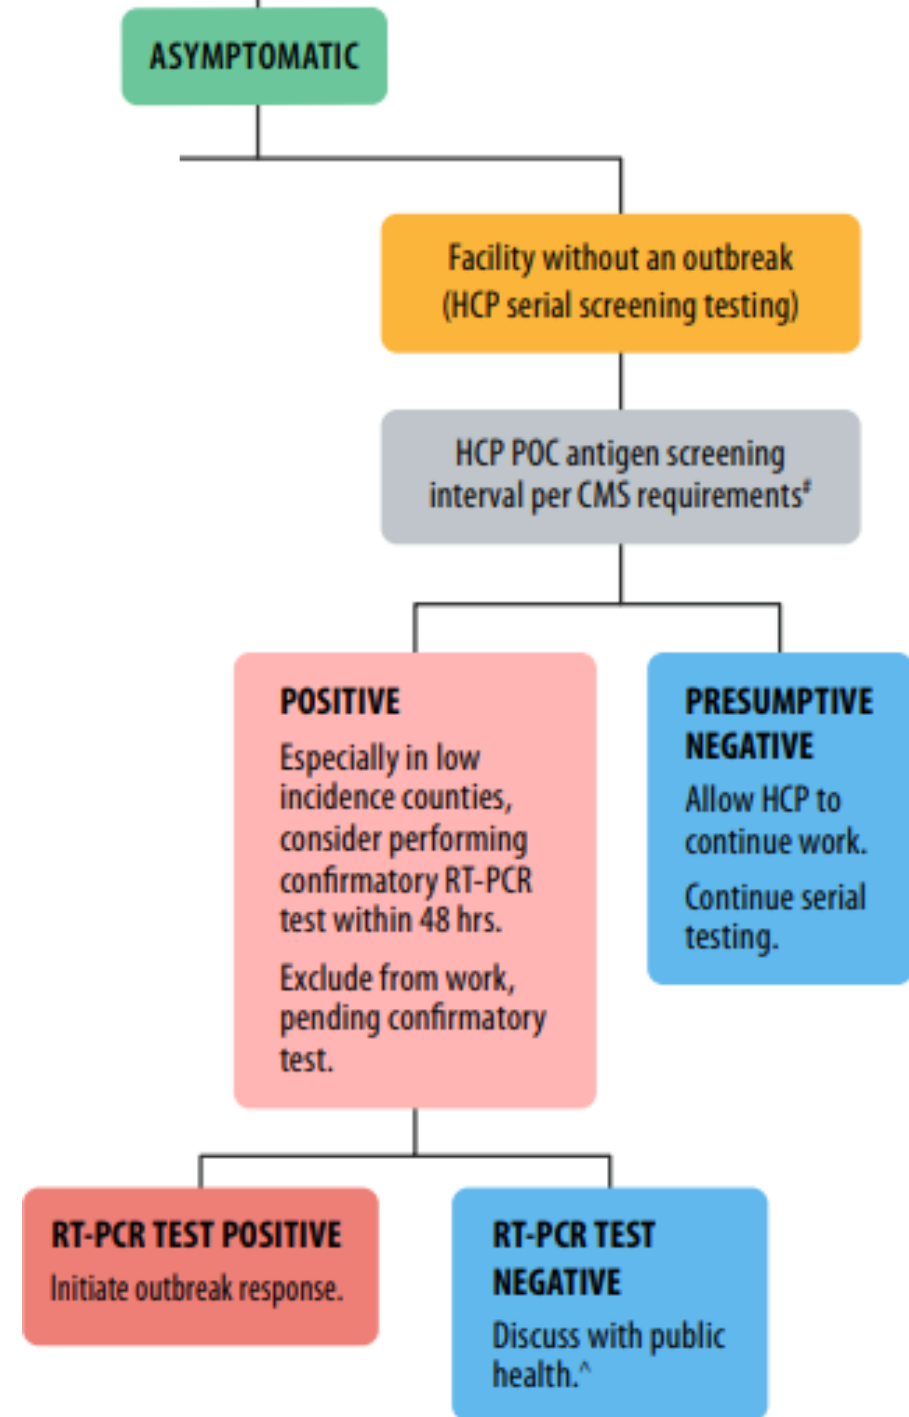 ASYMPTOMATIC
Facility without an outbreak
(HCP serial screening testing)
HCP POC antigen screening
interval per CMS requirements#
POSITIVE
Especially in low
incidence counties,
consider performing
confirmatory RT-PCR
test within 48 hrs.
Exclude from work,
pending confirmatory
test.
PRESUMPTIVE
NEGATIVE
Allow HCP to
continue work.
Continue serial
testing.
RT-PCR TEST POSITIVE
Initiate outbreak response.
RT-PCR TEST
NEGATIVE
Discuss with public
health.^